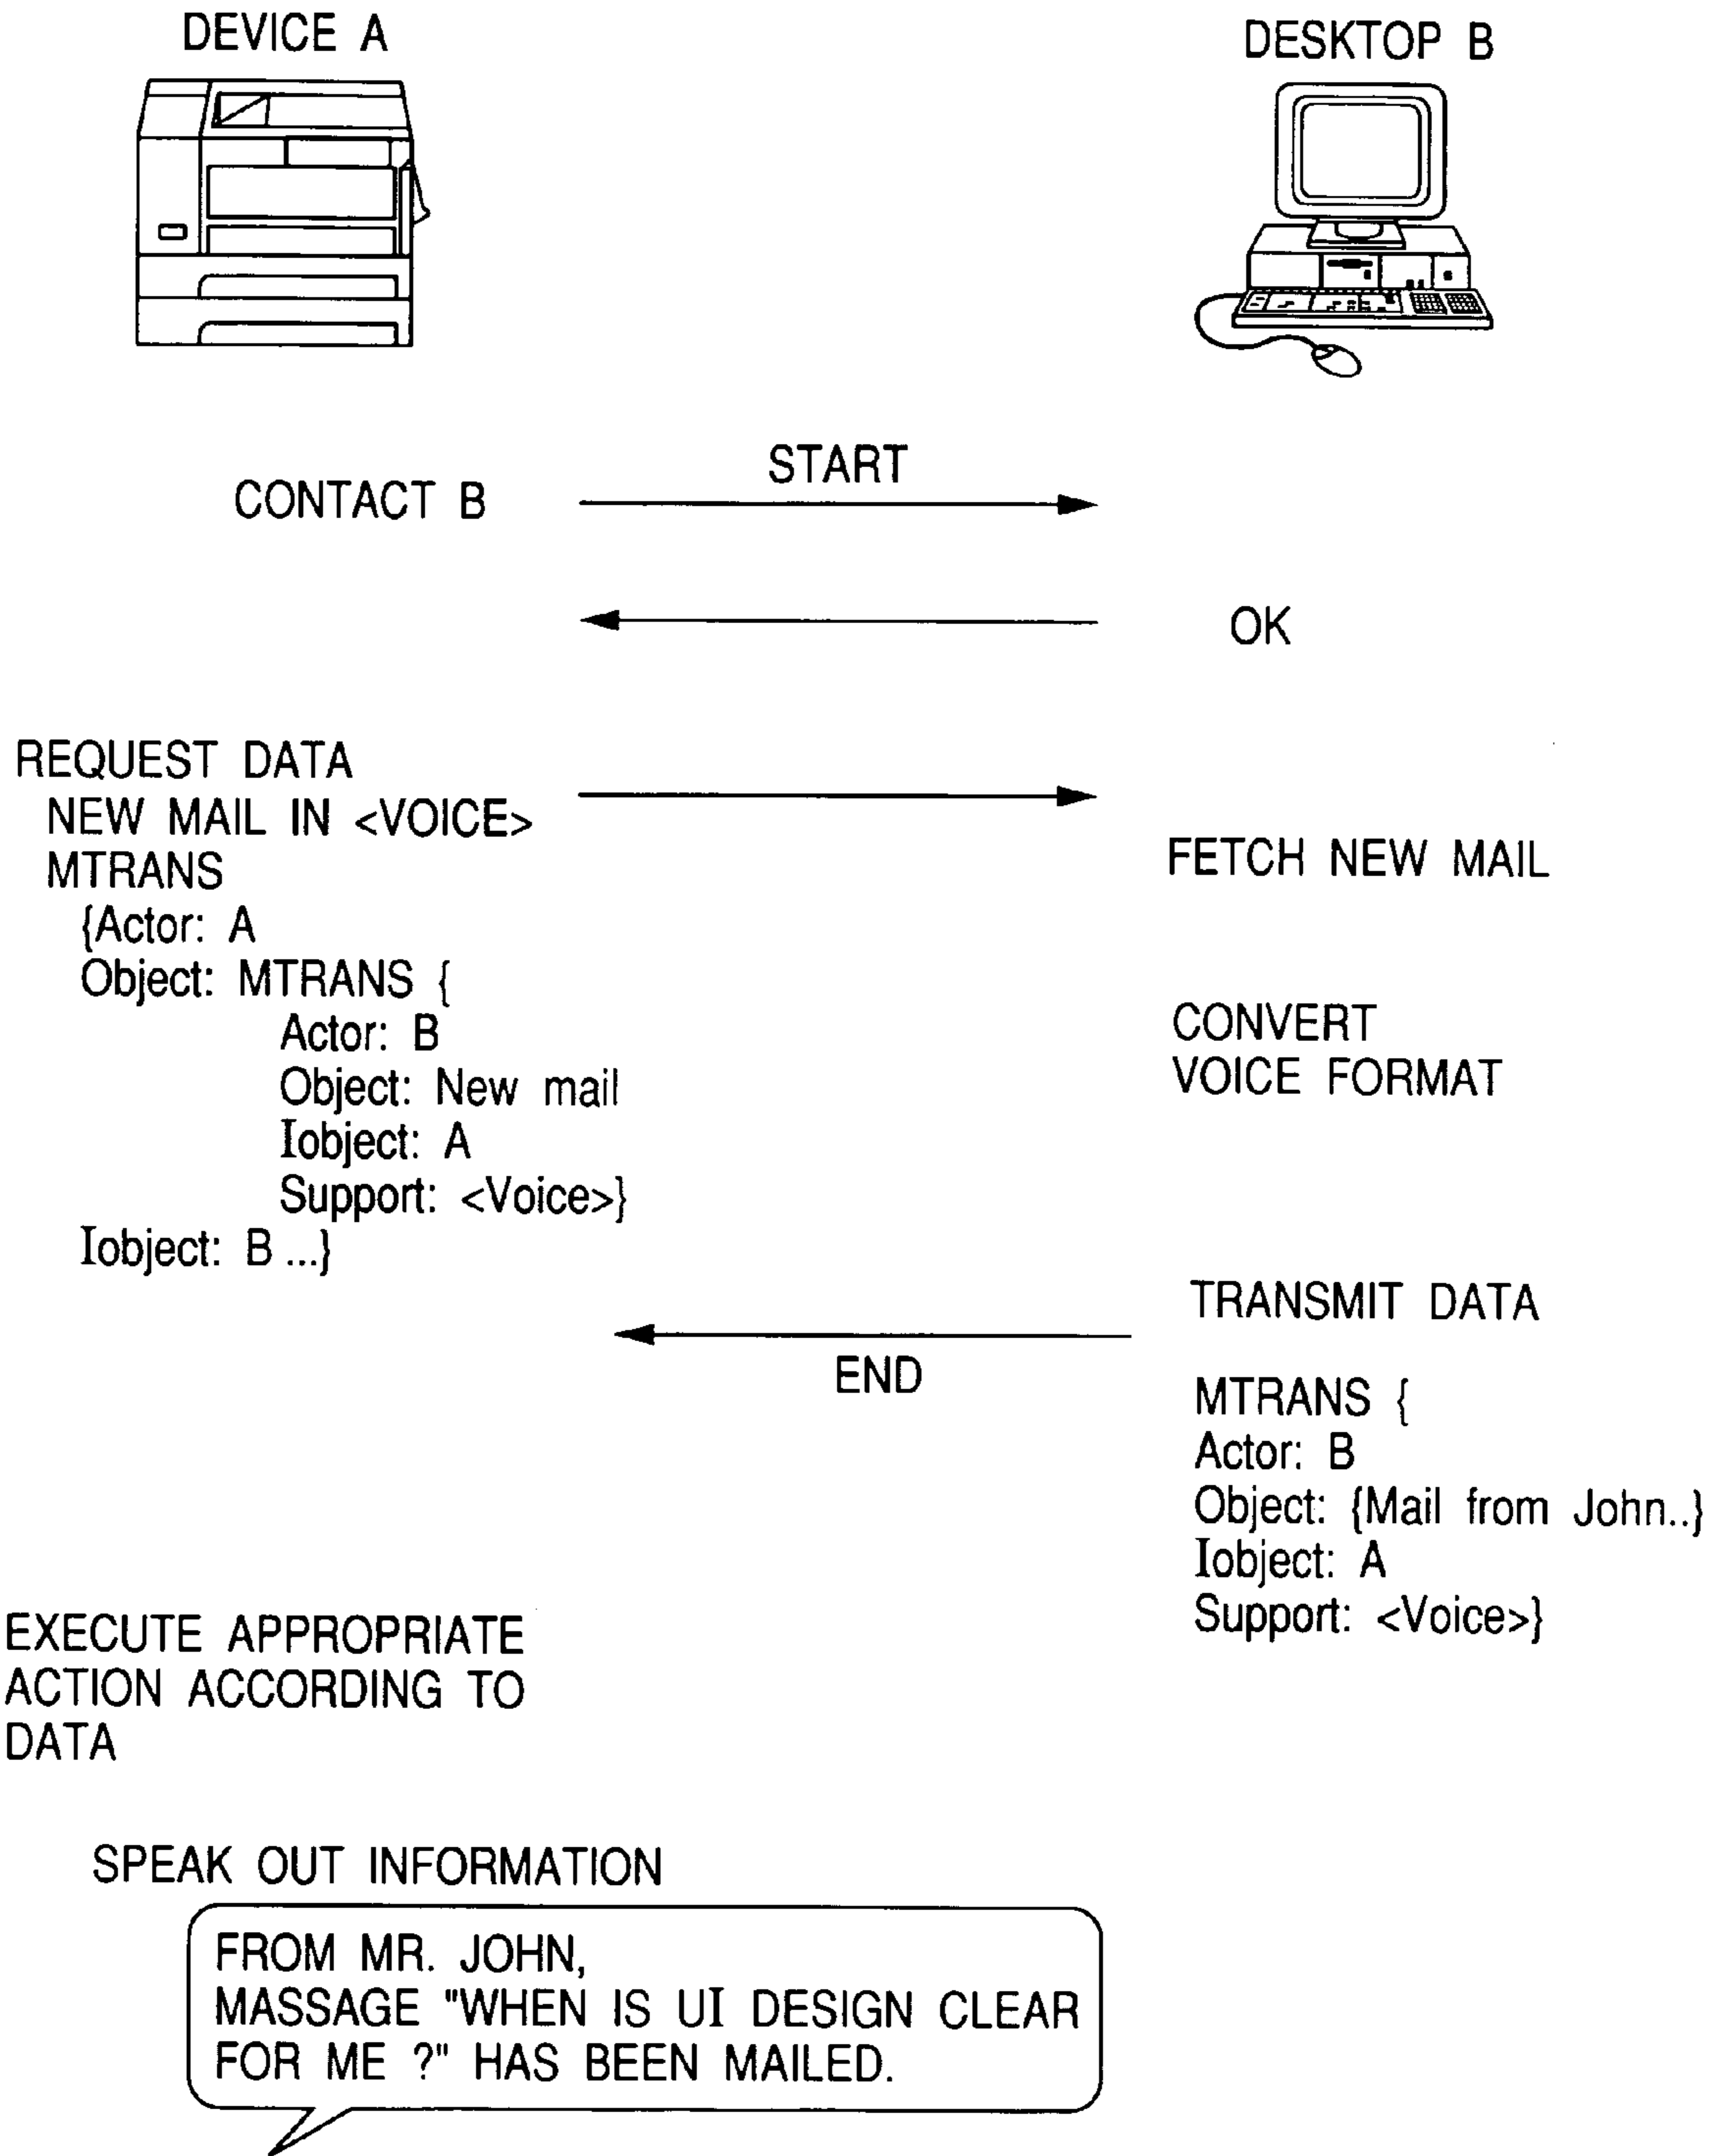 DEVICE A
DESKTOP B
START
CONTACT B
OK
REQUEST DATA
NEW MAIL IN <VOICE>
MTRANS
{Actor: A
Object: MTRANS {
Actor: B
Object: New mail
Iobject: A
Support: <Voice>}
Iobject: B ...}
FETCH NEW MAIL
CONVERT
VOICE FORMAT
TRANSMIT DATA
END
MTRANS {
Actor: B
Object: {Mail from John..}
Iobject: A
Support: <Voice>}
EXECUTE APPROPRIATE
ACTION ACCORDING TO
DATA
SPEAK OUT INFORMATION
FROM MR. JOHN,
MASSAGE "WHEN IS UI DESIGN CLEAR
FOR ME ?" HAS BEEN MAILED.